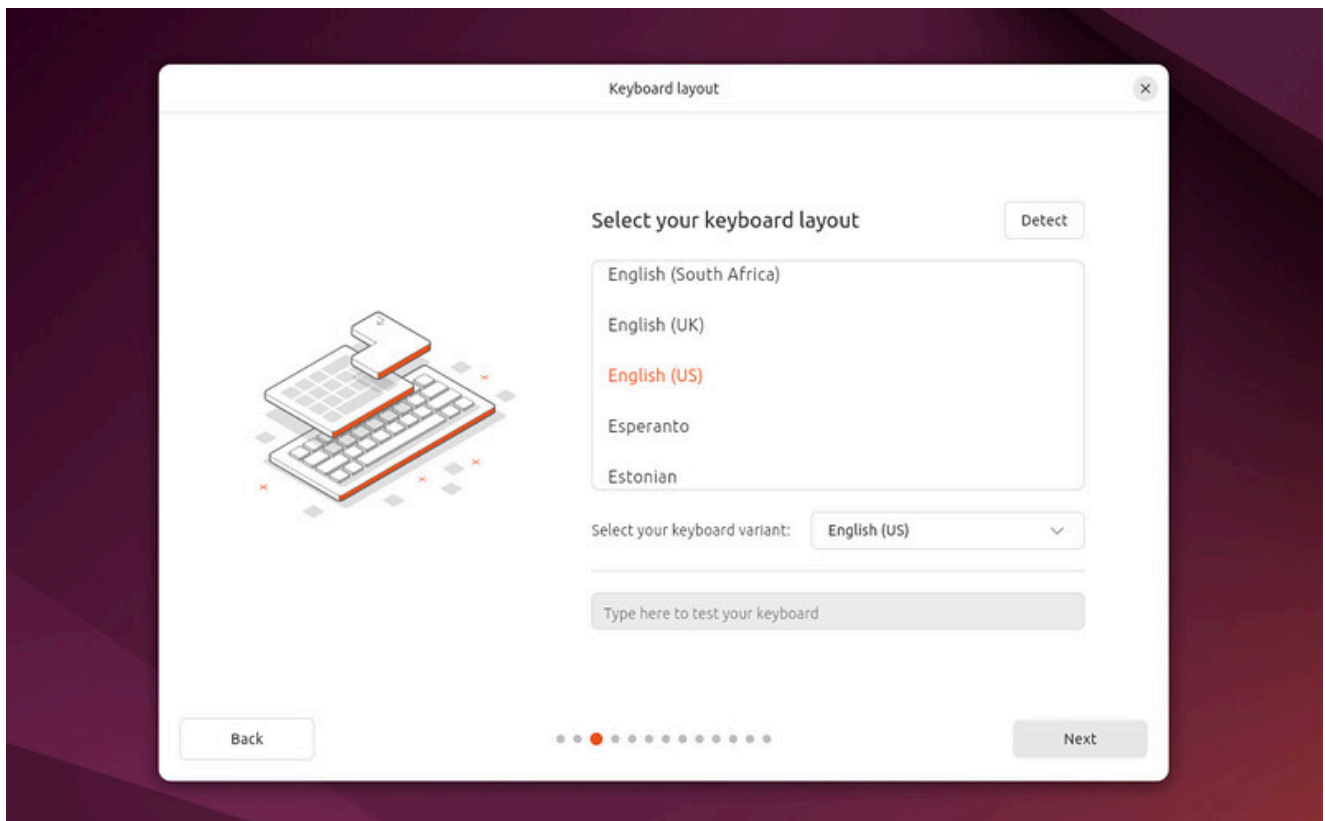 Keyboard layout
Select your keyboard layout
Detect
English (South Africa)
English (UK)
English (US)
Esperanto
Estonian
Select your keyboard variant:
English (US)
Type here to test your keyboard
Back
Next